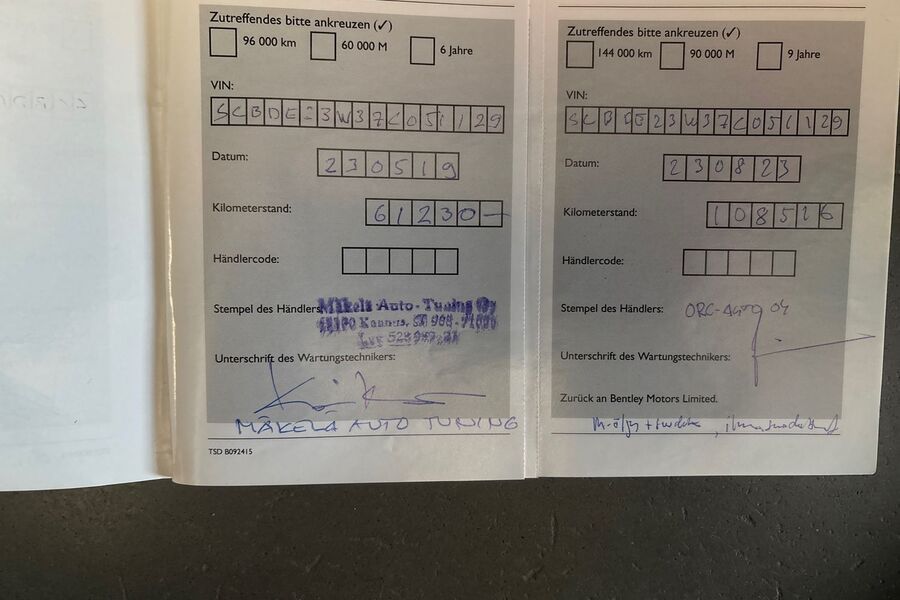 Zutreffendes bitte ankreuzen (✓)
96 000 km 60 000 M 6 Jahre
VIN:
SCBDE23W37C051129
Datum: 230519
Kilometerstand: 61230—
Händlercode:
Stempel des Händlers: Mäkelä Auto-Tuning Oy
Unterschrift des Wartungstechnikers:
MÄKELÄ AUTO TUNING
TSD B092415
Zutreffendes bitte ankreuzen (✓)
144 000 km 90 000 M 9 Jahre
VIN:
SCBDE23W37C051129
Datum: 230823
Kilometerstand: 108516
Händlercode:
Stempel des Händlers: Oy
Unterschrift des Wartungstechnikers:
Zurück an Bentley Motors Limited.